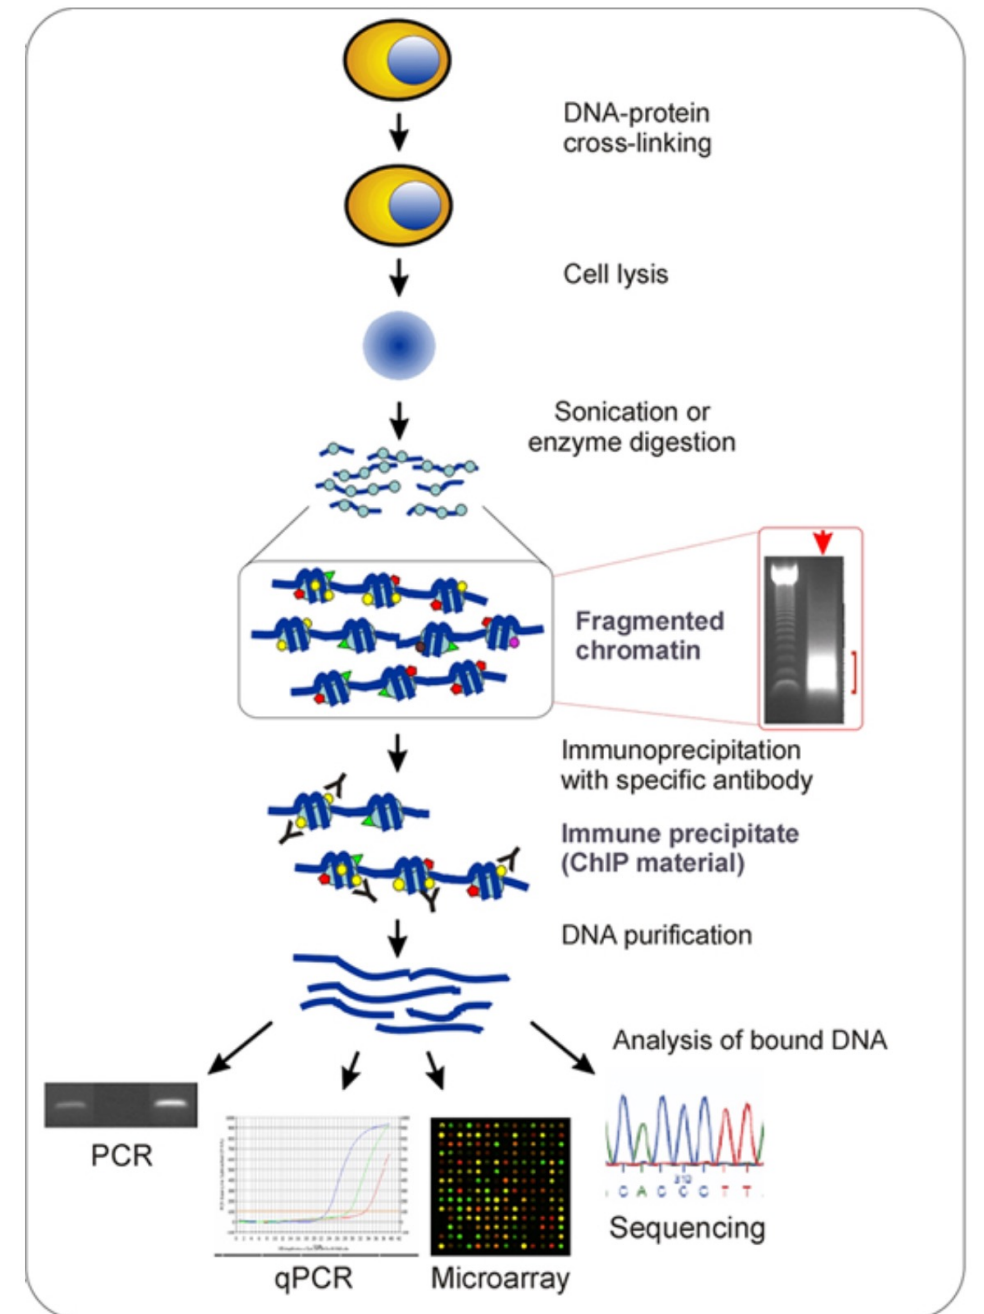 DNA-protein
cross-linking
Cell lysis
Sonication or
enzyme digestion
Fragmented
chromatin
Immunoprecipitation
with specific antibody
Immune precipitate
(ChIP material)
DNA purification
Analysis of bound DNA
PCR
310
C A C C C T T
Sequencing
qPCR
Microarray